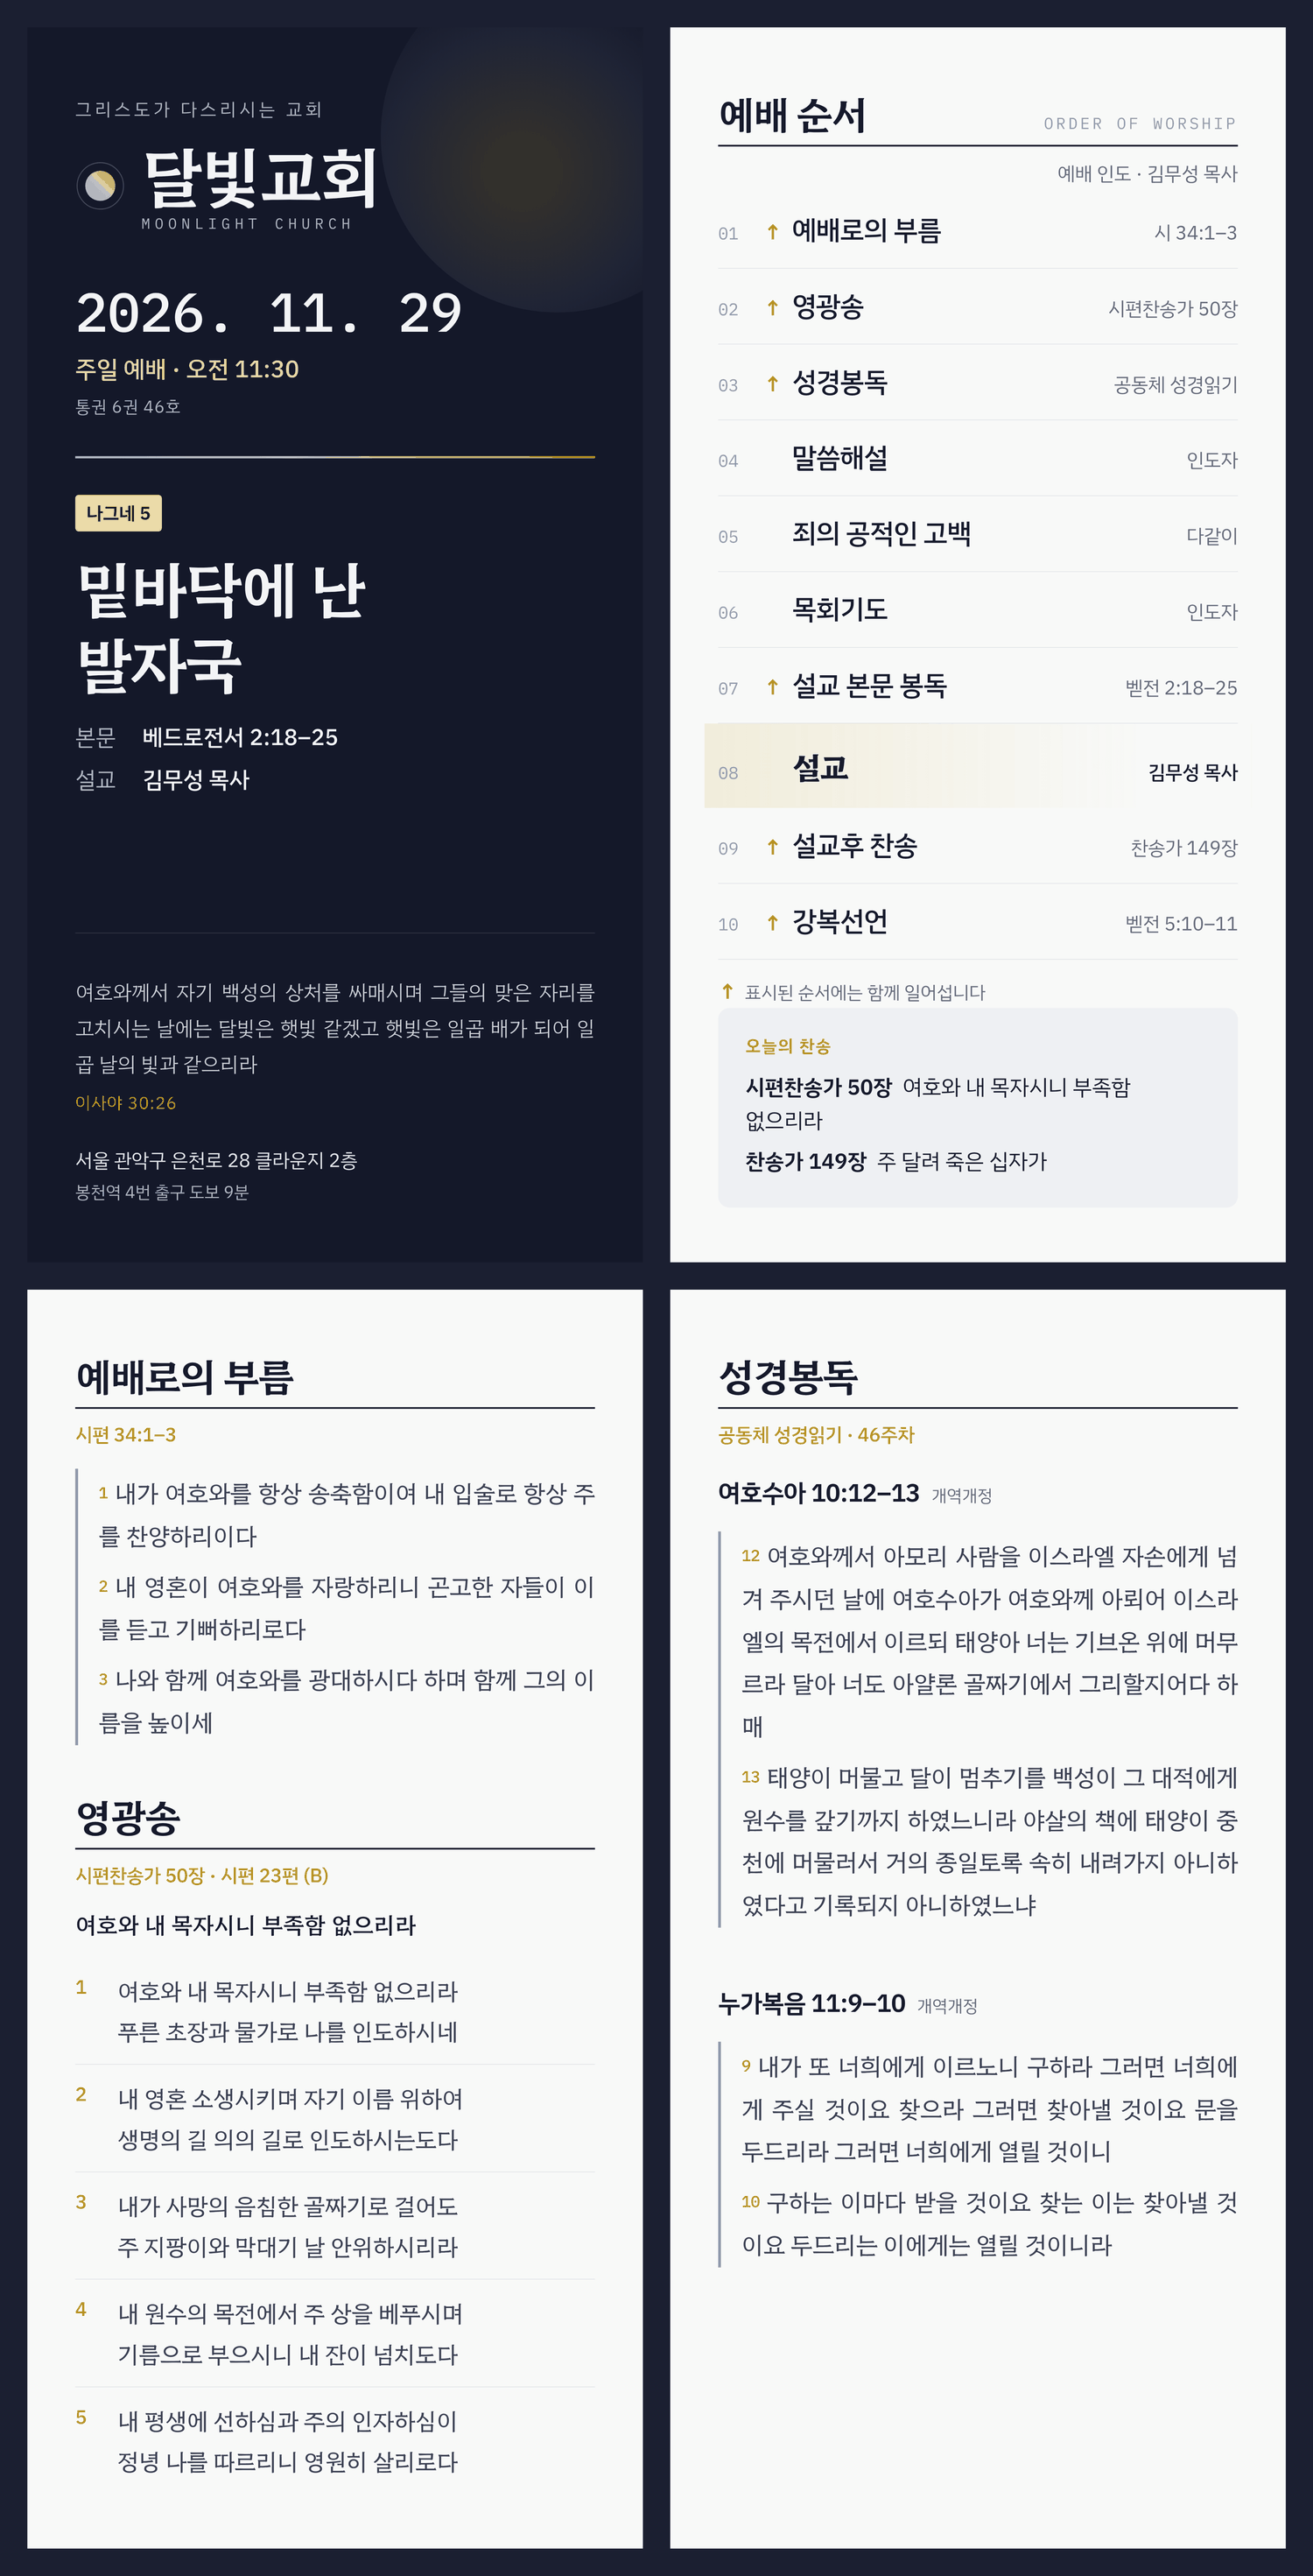 그리스도가 다스리시는 교회
달빛교회
MOONLIGHT CHURCH
2026. 11. 29
주일 예배 · 오전 11:30
통권 6권 46호
나그네 5
밑바닥에 난
발자국
본문 베드로전서 2:18–25
설교 김무성 목사
여호와께서 자기 백성의 상처를 싸매시며 그들의 맞은 자리를
고치시는 날에는 달빛은 햇빛 같겠고 햇빛은 일곱 배가 되어 일
곱 날의 빛과 같으리라
이사야 30:26
서울 관악구 은천로 28 클라운지 2층
봉천역 4번 출구 도보 9분
예배 순서 ORDER OF WORSHIP
예배 인도 · 김무성 목사
01 ↑ 예배로의 부름 시 34:1–3
02 ↑ 영광송 시편찬송가 50장
03 ↑ 성경봉독 공동체 성경읽기
04 말씀해설 인도자
05 죄의 공적인 고백 다같이
06 목회기도 인도자
07 ↑ 설교 본문 봉독 벧전 2:18–25
08 설교 김무성 목사
09 ↑ 설교후 찬송 찬송가 149장
10 ↑ 강복선언 벧전 5:10–11
↑ 표시된 순서에는 함께 일어섭니다
오늘의 찬송
시편찬송가 50장 여호와 내 목자시니 부족함
없으리라
찬송가 149장 주 달려 죽은 십자가
예배로의 부름
시편 34:1–3
1 내가 여호와를 항상 송축함이여 내 입술로 항상 주
를 찬양하리이다
2 내 영혼이 여호와를 자랑하리니 곤고한 자들이 이
를 듣고 기뻐하리로다
3 나와 함께 여호와를 광대하시다 하며 함께 그의 이
름을 높이세
영광송
시편찬송가 50장 · 시편 23편 (B)
여호와 내 목자시니 부족함 없으리라
1 여호와 내 목자시니 부족함 없으리라
푸른 초장과 물가로 나를 인도하시네
2 내 영혼 소생시키며 자기 이름 위하여
생명의 길 의의 길로 인도하시는도다
3 내가 사망의 음침한 골짜기로 걸어도
주 지팡이와 막대기 날 안위하시리라
4 내 원수의 목전에서 주 상을 베푸시며
기름으로 부으시니 내 잔이 넘치도다
5 내 평생에 선하심과 주의 인자하심이
정녕 나를 따르리니 영원히 살리로다
성경봉독
공동체 성경읽기 · 46주차
여호수아 10:12–13 개역개정
12 여호와께서 아모리 사람을 이스라엘 자손에게 넘
겨 주시던 날에 여호수아가 여호와께 아뢰어 이스라
엘의 목전에서 이르되 태양아 너는 기브온 위에 머무
르라 달아 너도 아얄론 골짜기에서 그리할지어다 하
매
13 태양이 머물고 달이 멈추기를 백성이 그 대적에게
원수를 갚기까지 하였느니라 야살의 책에 태양이 중
천에 머물러서 거의 종일토록 속히 내려가지 아니하
였다고 기록되지 아니하였느냐
누가복음 11:9–10 개역개정
9 내가 또 너희에게 이르노니 구하라 그러면 너희에
게 주실 것이요 찾으라 그러면 찾아낼 것이요 문을
두드리라 그러면 너희에게 열릴 것이니
10 구하는 이마다 받을 것이요 찾는 이는 찾아낼 것
이요 두드리는 이에게는 열릴 것이니라